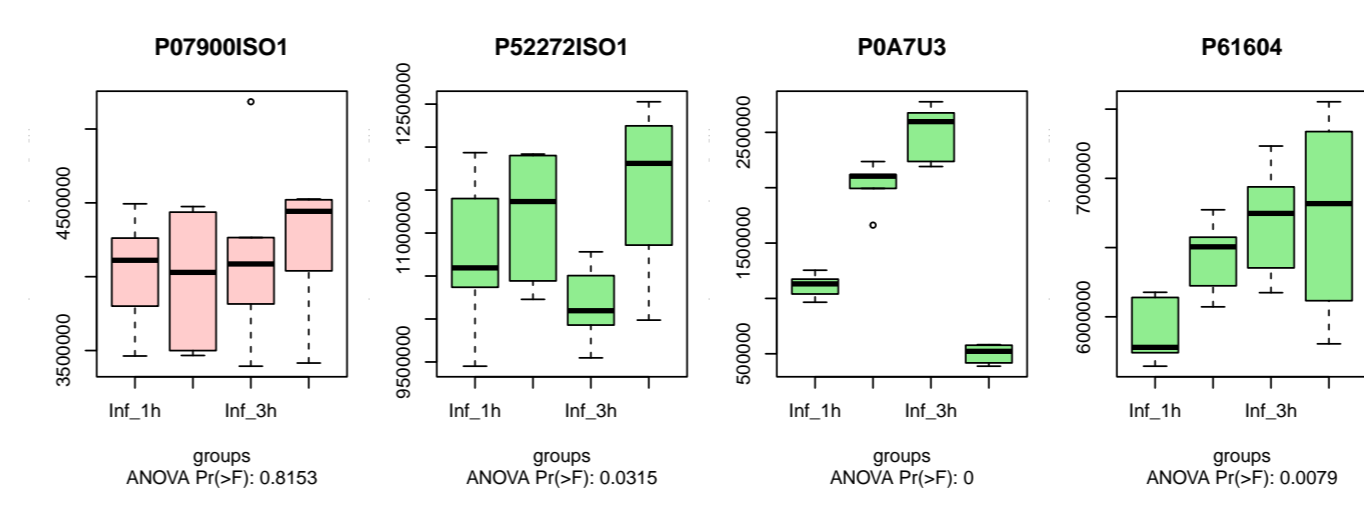 P07900ISO1
P52272ISO1
P0A7U3
P61604
3500000
4500000
9500000
11000000
12500000
500000
1500000
2500000
6000000
7000000
Inf_1h
Inf_3h
Inf_1h
Inf_3h
Inf_1h
Inf_3h
Inf_1h
Inf_3h
groups
groups
groups
groups
ANOVA Pr(>F): 0.8153
ANOVA Pr(>F): 0.0315
ANOVA Pr(>F): 0
ANOVA Pr(>F): 0.0079